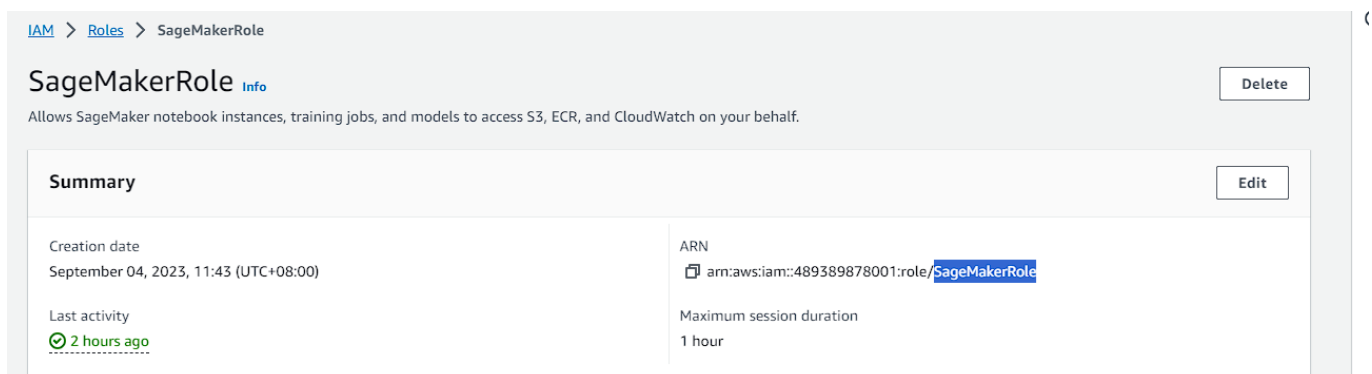 IAM > Roles > SageMakerRole
SageMakerRole Info
Delete
Allows SageMaker notebook instances, training jobs, and models to access S3, ECR, and CloudWatch on your behalf.
Summary
Edit
Creation date
September 04, 2023, 11:43 (UTC+08:00)
ARN
arn:aws:iam::489389878001:role/SageMakerRole
Last activity
2 hours ago
Maximum session duration
1 hour